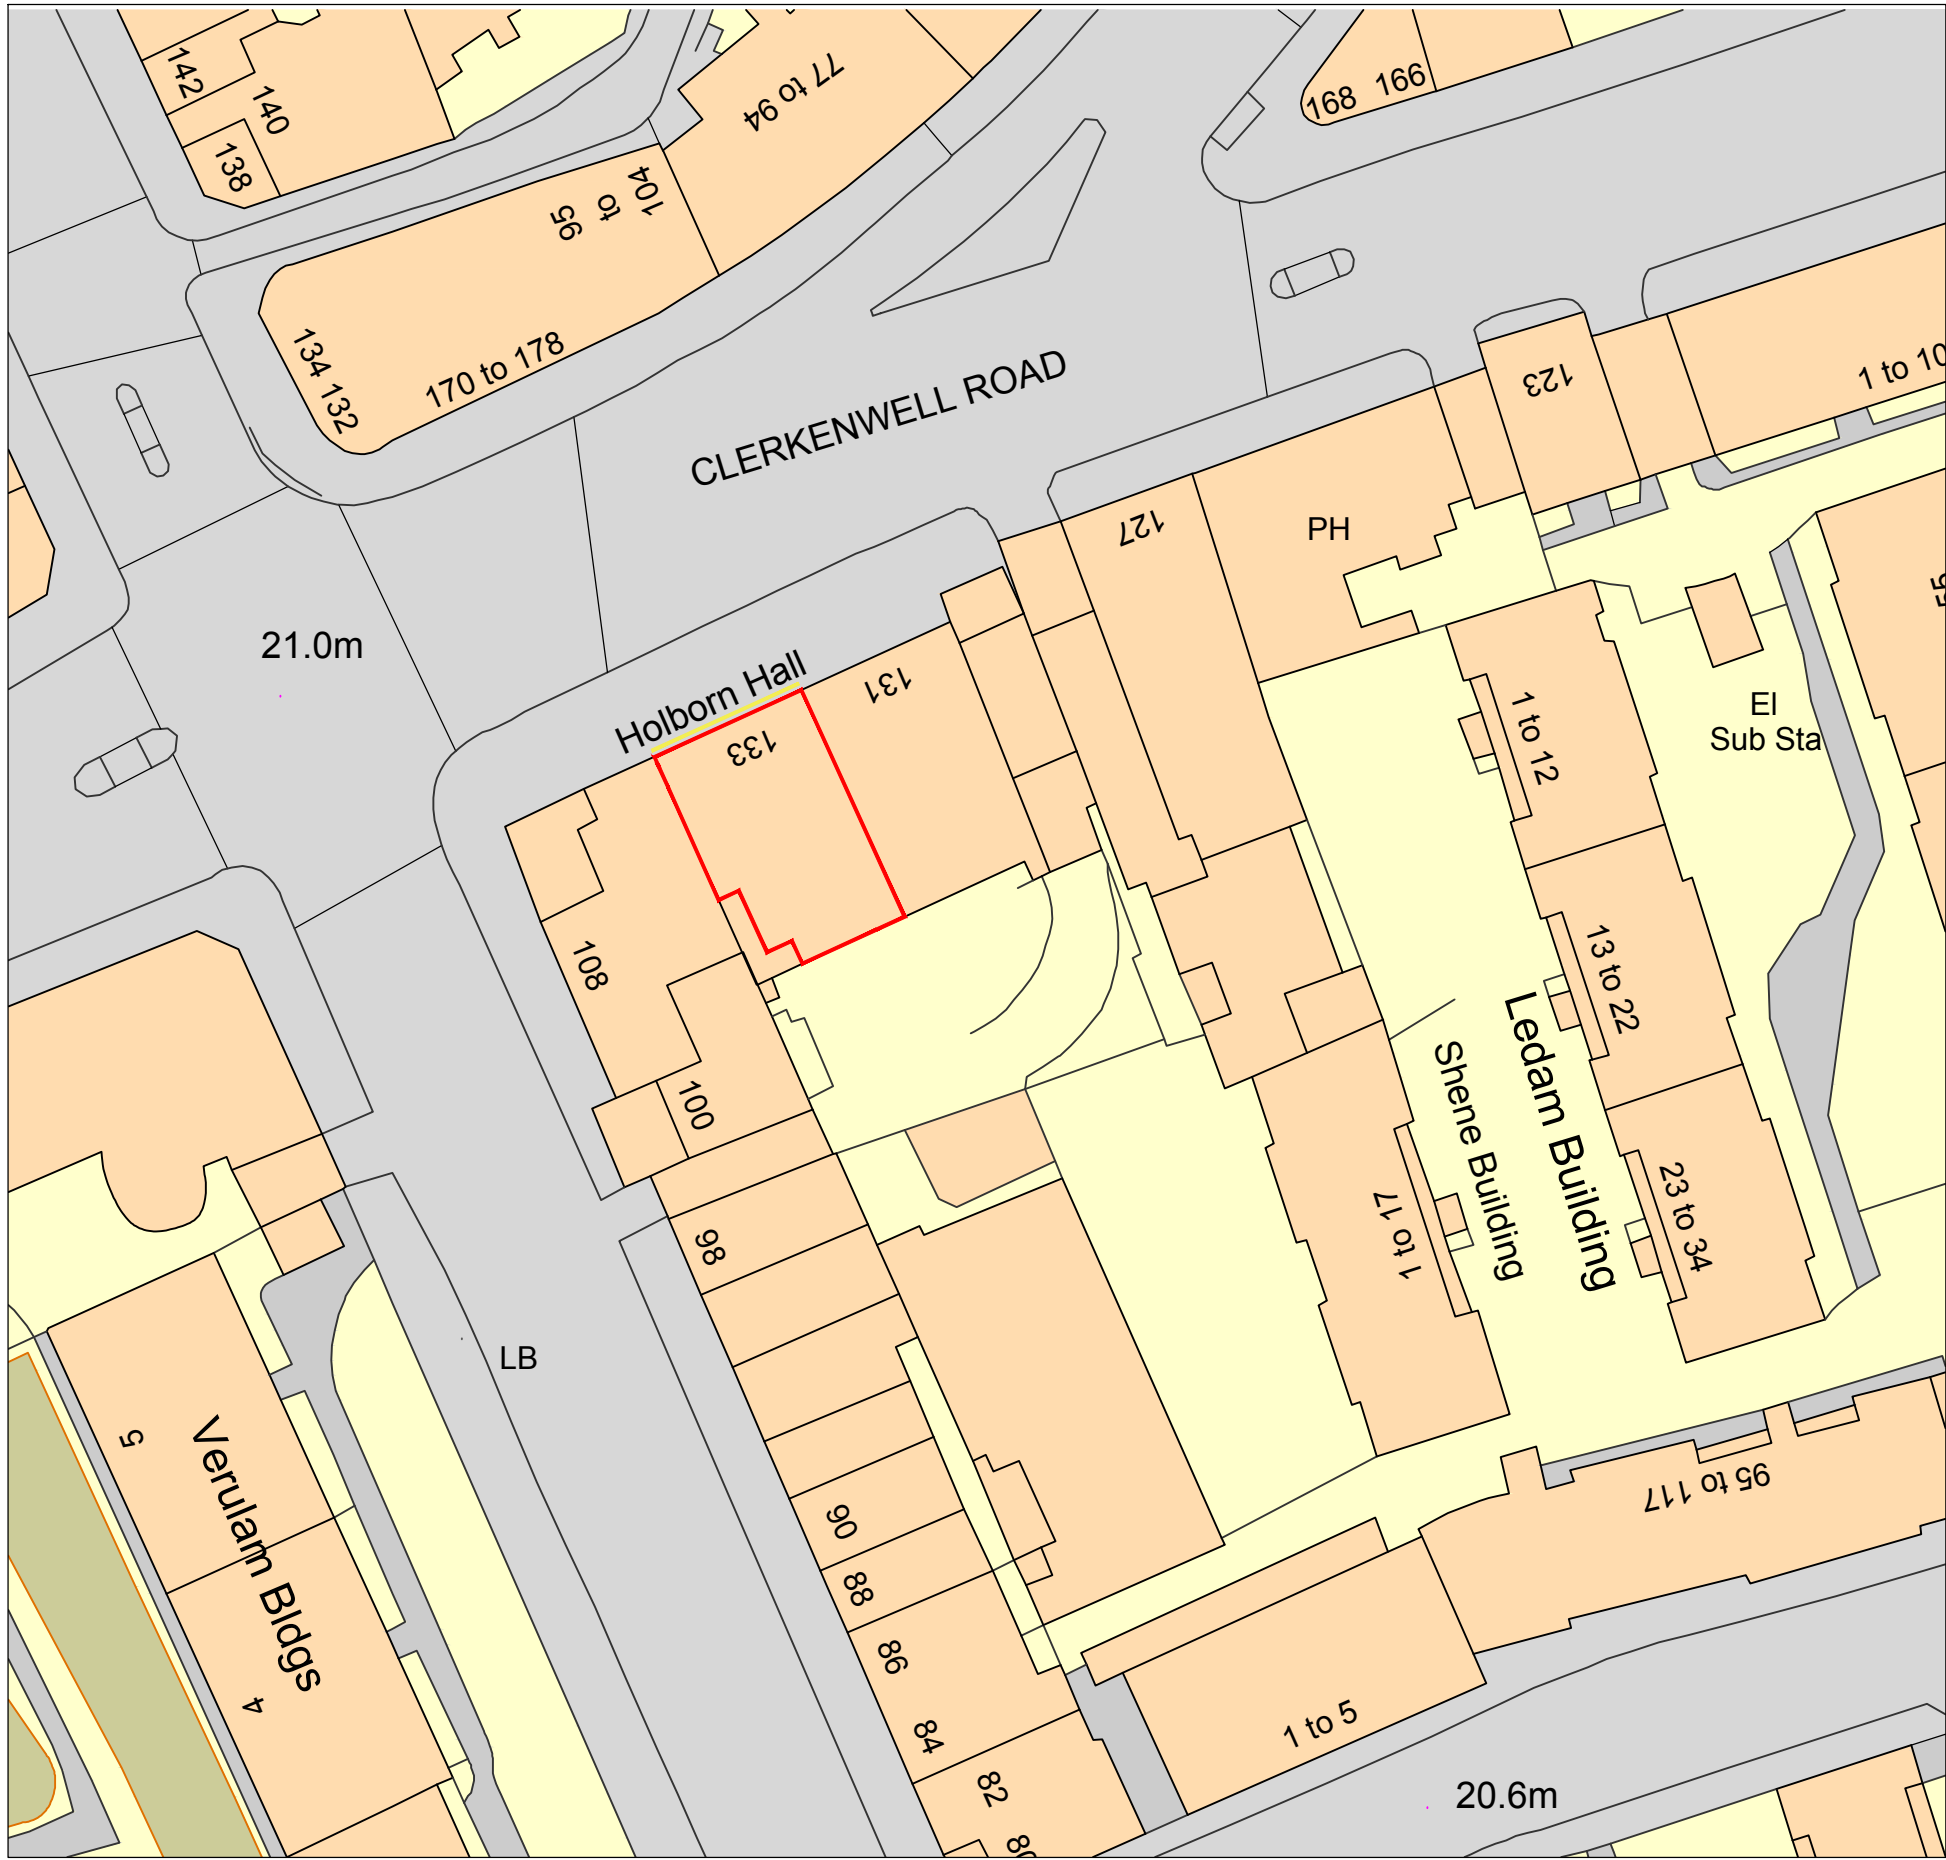 142
140
138
77 to 94
168
166
104
to
95
134
132
170 to 178
CLERKENWELL ROAD
123
1 to 10
127
PH
55
21.0m
Holborn Hall
133
131
1 to 12
El
Sub Sta
108
13 to 22
100
Shene Building
Ledam Building
1 to 17
23 to 34
98
LB
5
Verulam Bldgs
4
90
88
86
84
82
80
95 to 117
1 to 5
20.6m